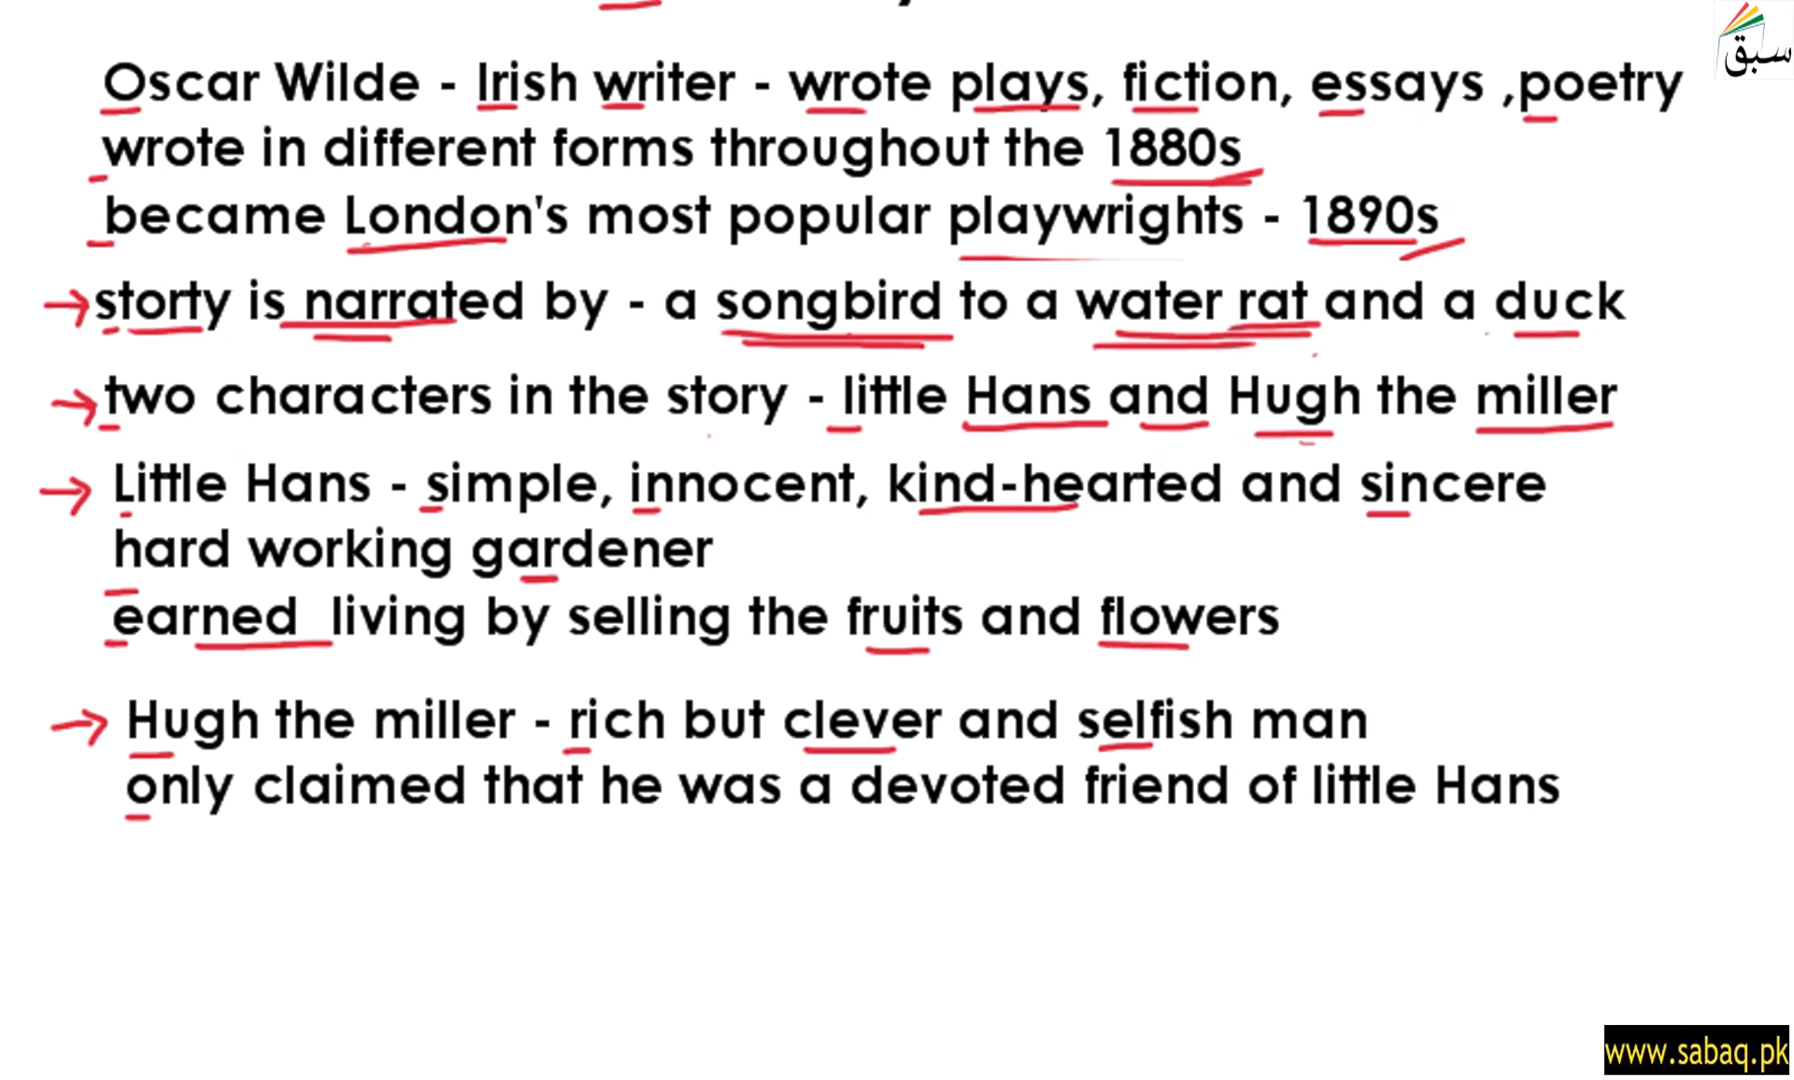 سبق
Oscar Wilde - Irish writer - wrote plays, fiction, essays ,poetry
wrote in different forms throughout the 1880s
became London's most popular playwrights - 1890s
storty is narrated by - a songbird to a water rat and a duck
two characters in the story - little Hans and Hugh the miller
Little Hans - simple, innocent, kind-hearted and sincere
hard working gardener
earned living by selling the fruits and flowers
Hugh the miller - rich but clever and selfish man
only claimed that he was a devoted friend of little Hans
www.sabaq.pk